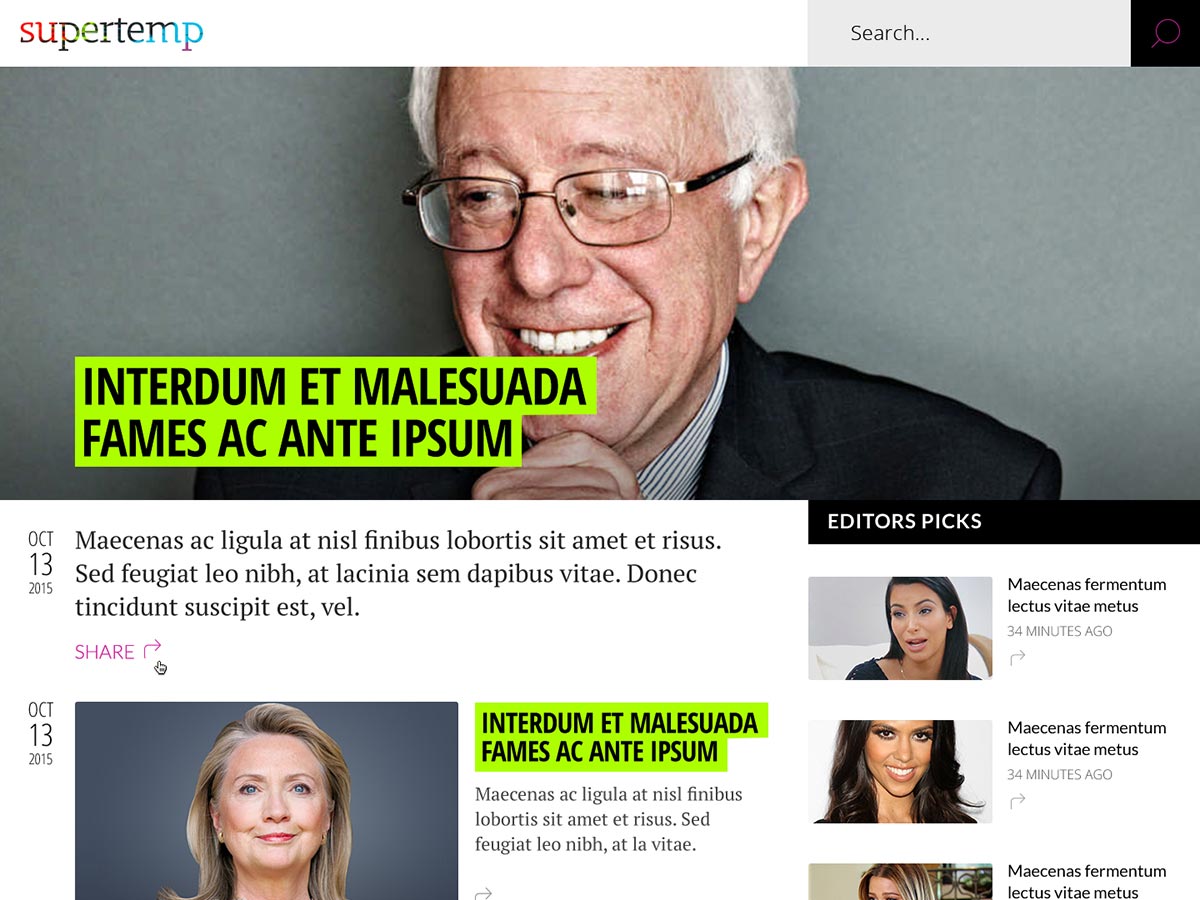 supertemp
Search...
INTERDUM ET MALESUADA
FAMES AC ANTE IPSUM
OCT
13
2015
Maecenas ac ligula at nisl finibus lobortis sit amet et risus.
Sed feugiat leo nibh, at lacinia sem dapibus vitae. Donec
tincidunt suscipit est, vel.
SHARE
OCT
13
2015
INTERDUM ET MALESUADA
FAMES AC ANTE IPSUM
Maecenas ac ligula at nisl finibus
lobortis sit amet et risus. Sed
feugiat leo nibh, at la vitae.
EDITORS PICKS
Maecenas fermentum
lectus vitae metus
34 MINUTES AGO
Maecenas fermentum
lectus vitae metus
34 MINUTES AGO
Maecenas fermentum
lectus vitae metus